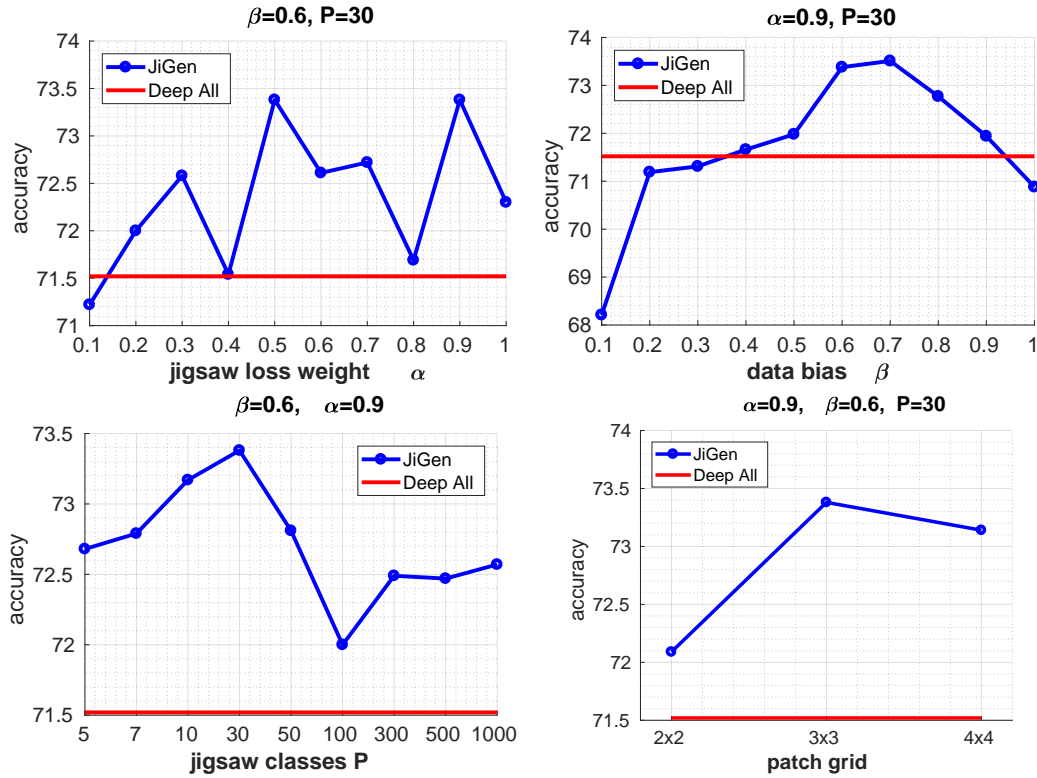 β=0.6, P=30
74
73.5
73
72.5
72
71.5
71
accuracy
JiGen
Deep All
0.1 0.2 0.3 0.4 0.5 0.6 0.7 0.8 0.9 1
jigsaw loss weight α
α=0.9, P=30
74
73
72
71
70
69
68
accuracy
JiGen
Deep All
0.1 0.2 0.3 0.4 0.5 0.6 0.7 0.8 0.9 1
data bias β
β=0.6, α=0.9
73.5
73
72.5
72
71.5
accuracy
JiGen
Deep All
5 7 10 30 50 100 300 500 1000
jigsaw classes P
α=0.9, β=0.6, P=30
74
73.5
73
72.5
72
71.5
accuracy
JiGen
Deep All
2x2 3x3 4x4
patch grid